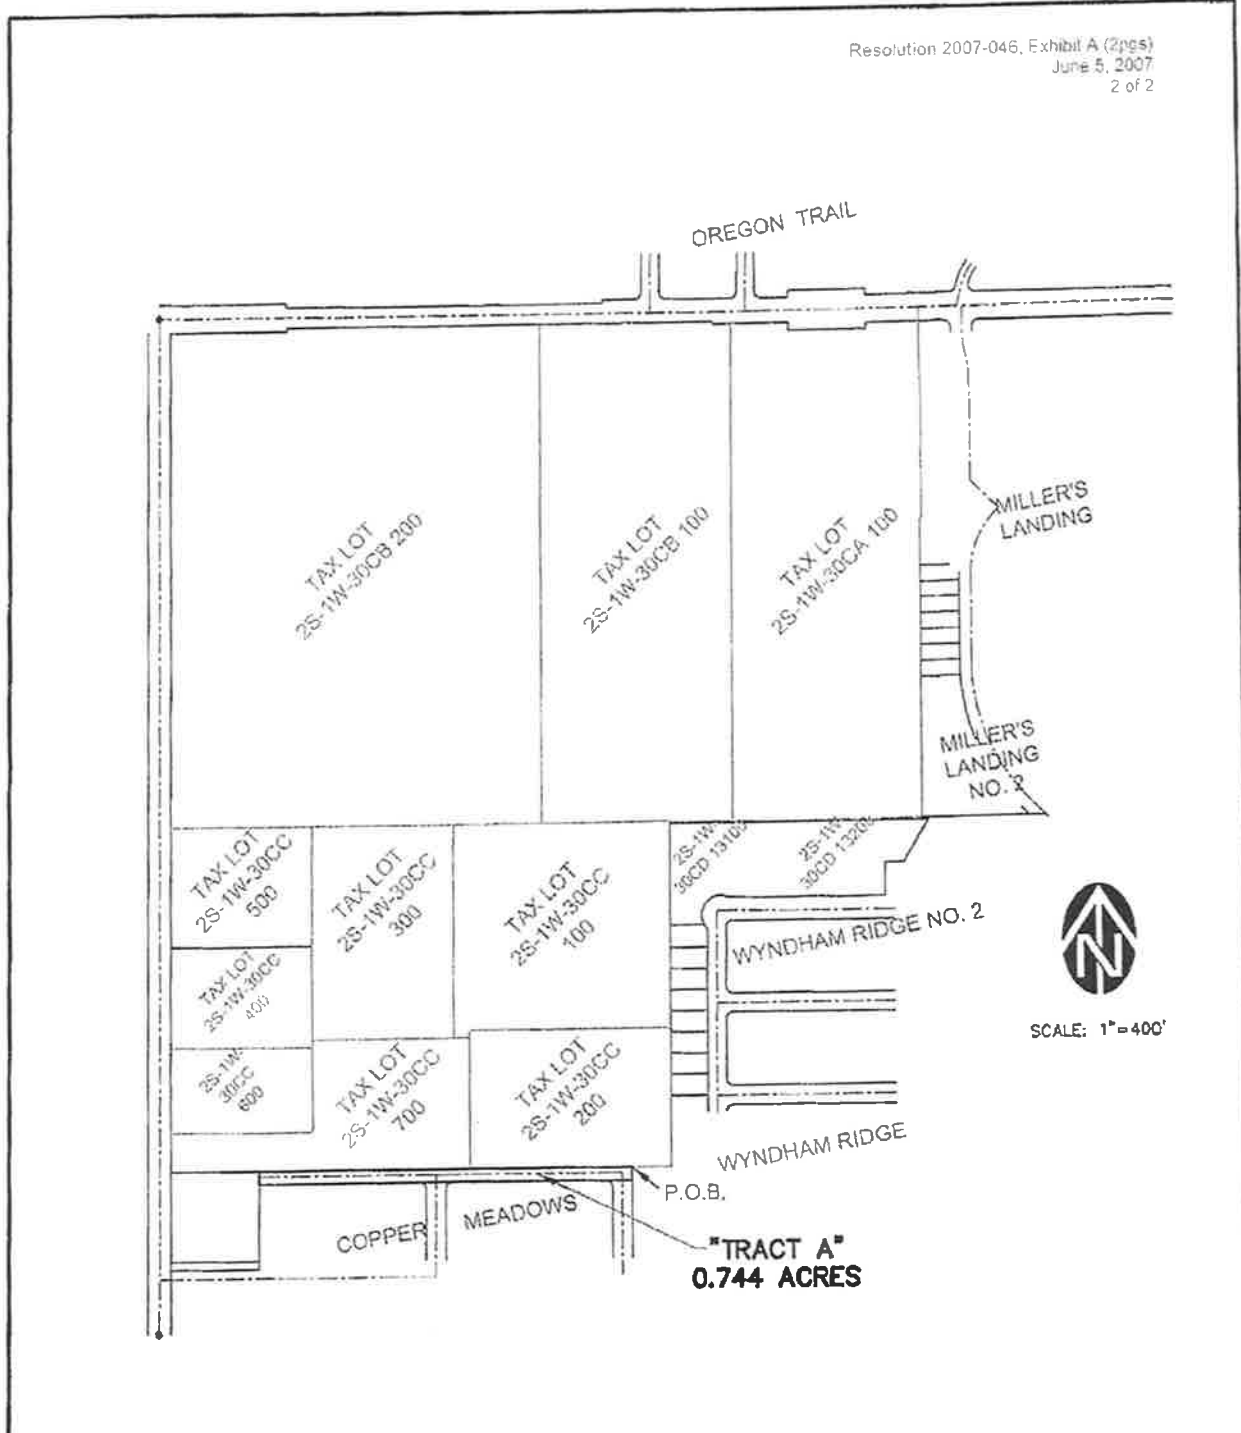 Resolution 2007-046, Exhibit A (2pgs)
June 5, 2007
2 of 2
OREGON TRAIL
TAX LOT
2S-1W-30CB 200
TAX LOT
2S-1W-30CB 100
TAX LOT
2S-1W-30CA 100
MILLER'S
LANDING
MILLER'S
LANDING
NO. 2
TAX LOT
2S-1W-30CC
500
TAX LOT
2S-1W-30CC
300
TAX LOT
2S-1W-30CC
100
2S-1W-
30CD 13100
2S-1W-
30CD 13200
WYNDHAM RIDGE NO. 2
TAX LOT
2S-1W-30CC
400
N
SCALE: 1"=400'
2S-1W-
30CC
600
TAX LOT
2S-1W-30CC
700
TAX LOT
2S-1W-30CC
200
WYNDHAM RIDGE
P.O.B.
COPPER MEADOWS
"TRACT A"
0.744 ACRES